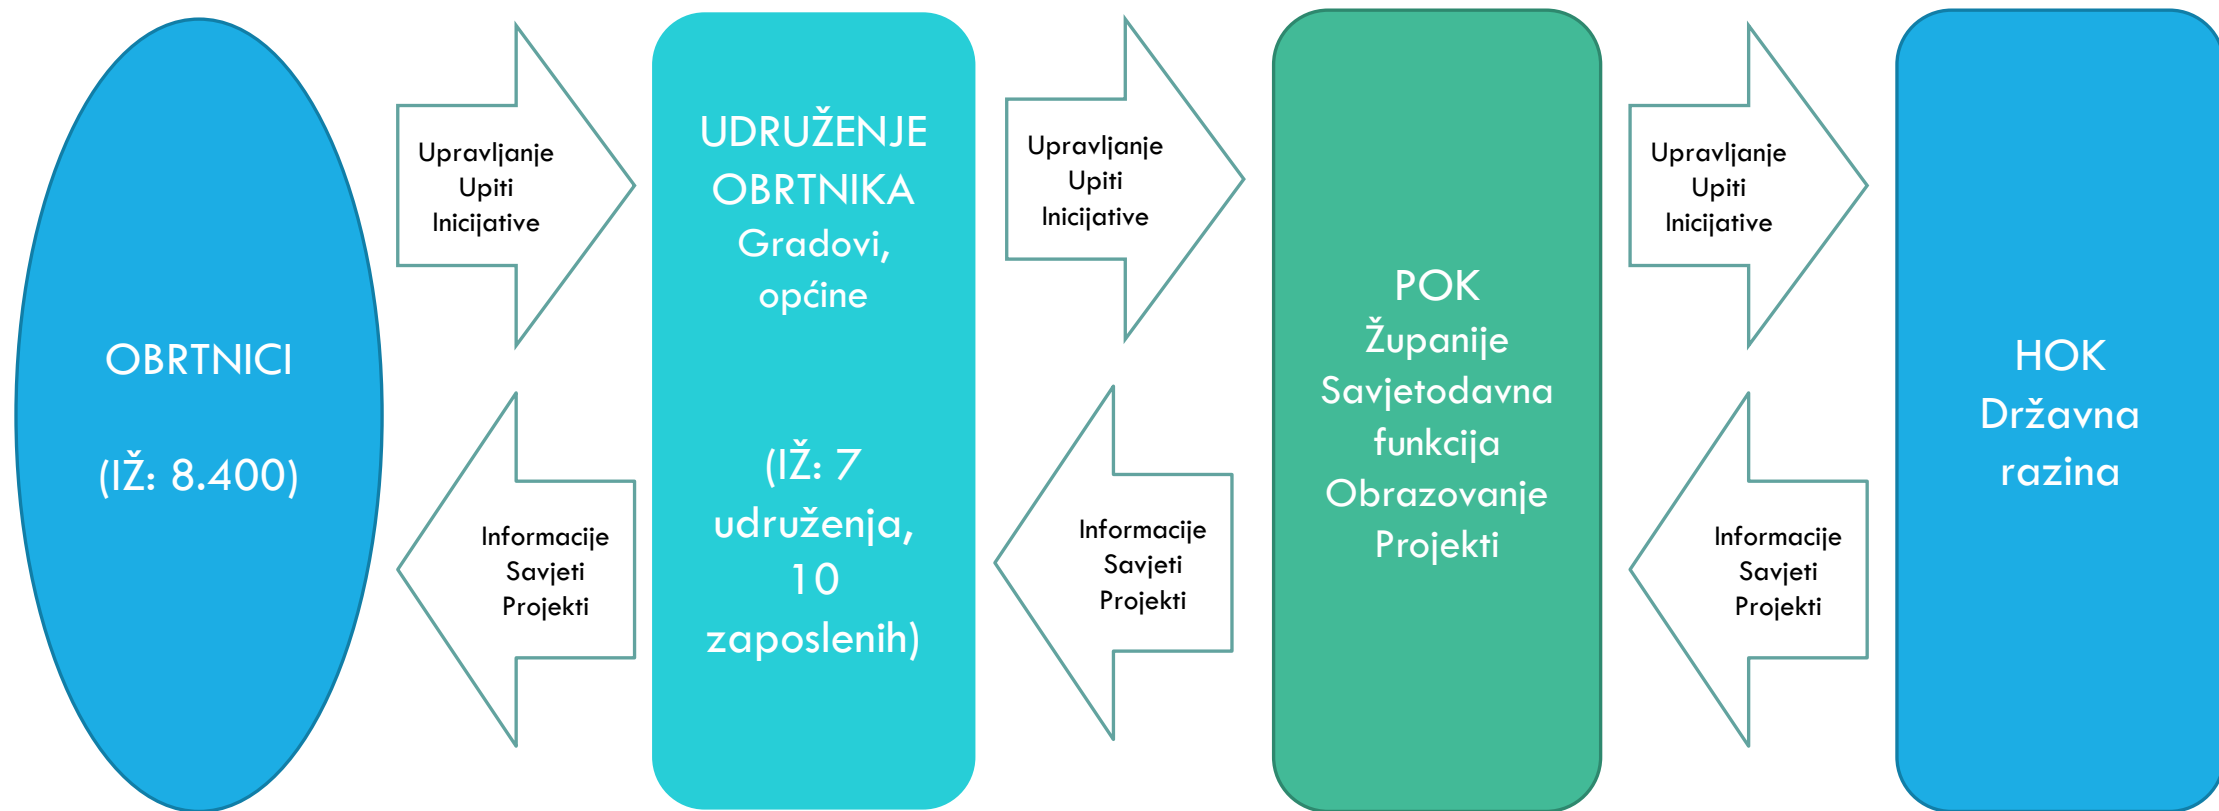 OBRTNICI
(IŽ: 8.400)
Upravljanje
Upiti
Inicijative
Informacije
Savjeti
Projekti
UDRUŽENJE
OBRTNIKA
Gradovi,
općine
(IŽ: 7
udruženja,
10
zaposlenih)
Upravljanje
Upiti
Inicijative
Informacije
Savjeti
Projekti
POK
Županije
Savjetodavna
funkcija
Obrazovanje
Projekti
Upravljanje
Upiti
Inicijative
Informacije
Savjeti
Projekti
HOK
Državna
razina